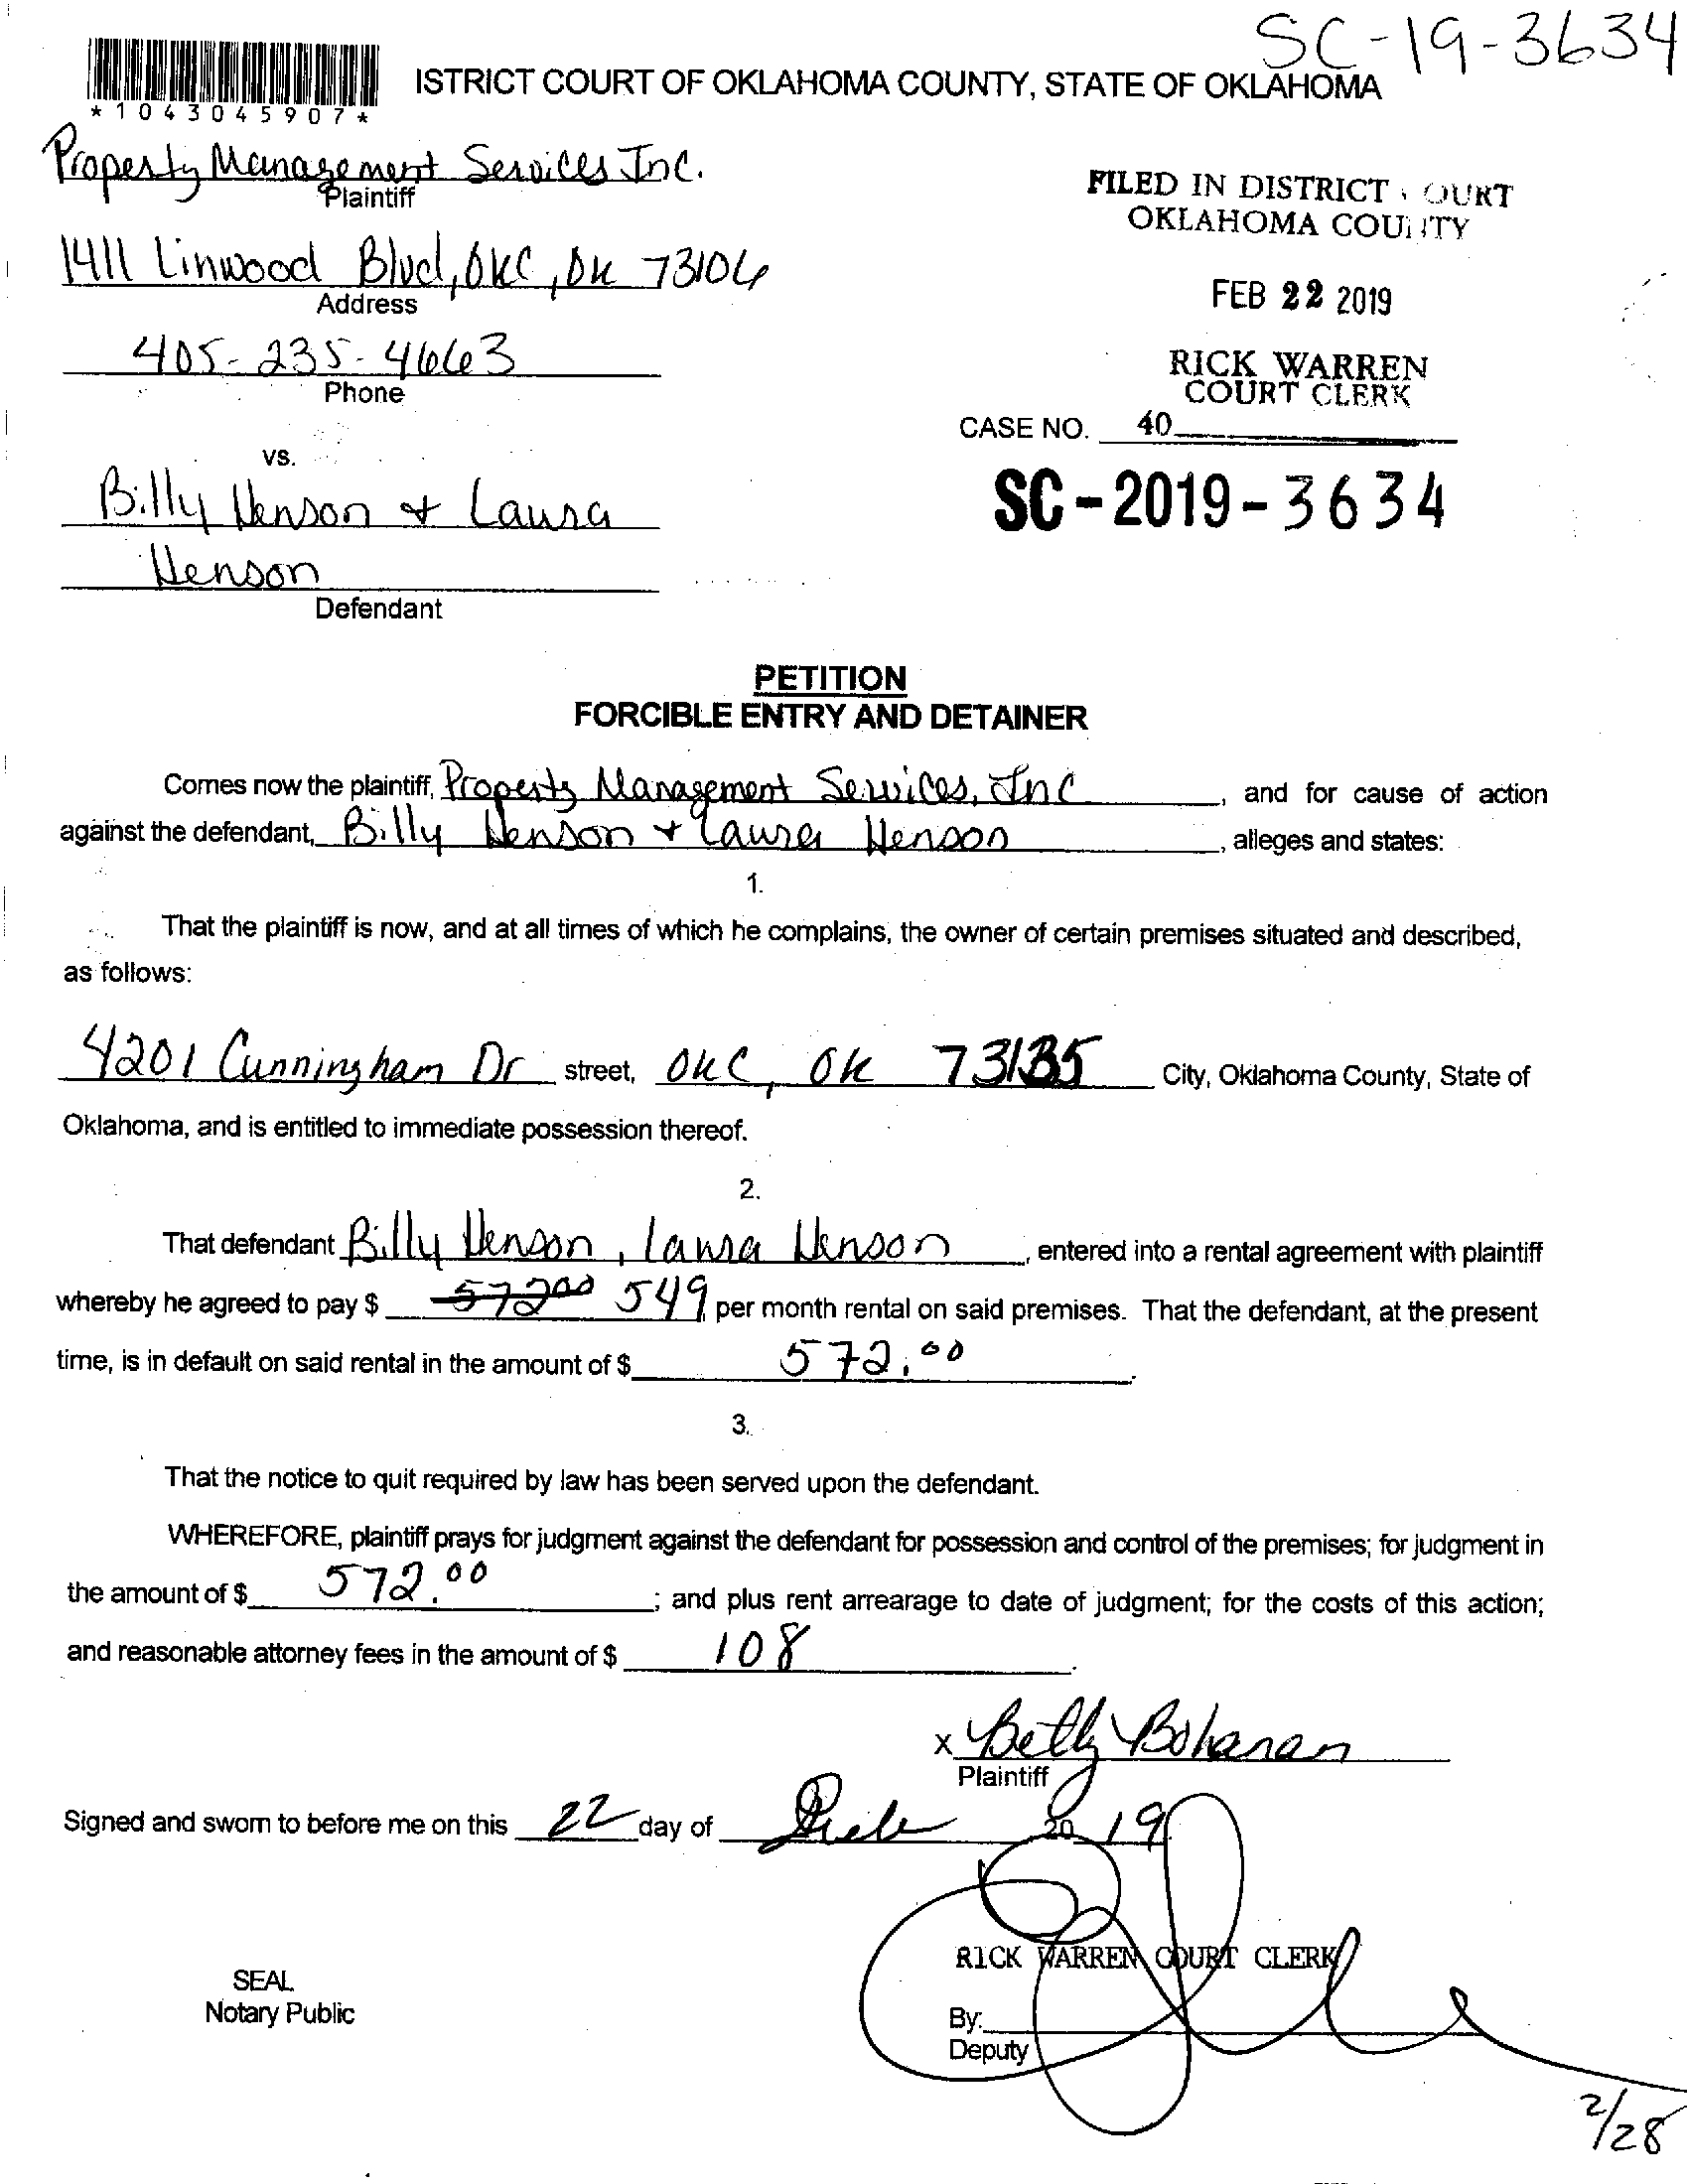 SC-19-3634
ISTRICT COURT OF OKLAHOMA COUNTY, STATE OF OKLAHOMA
*1043045907*
Property Management Services Inc.
Plaintiff
1411 Linwood Blvd, OKC, OK 73106
Address
405-235-4663
Phone
FILED IN DISTRICT OURT
OKLAHOMA COUNTY
FEB 22 2019
RICK WARREN
COURT CLERK
CASE NO. 40
SC-2019-3634
vs.
Billy Henson + Laura
Henson
Defendant
PETITION
FORCIBLE ENTRY AND DETAINER
Comes now the plaintiff, Property Management Services, Inc , and for cause of action
against the defendant, Billy Henson + Laura Henson , alleges and states:
1.
That the plaintiff is now, and at all times of which he complains, the owner of certain premises situated and described,
as follows:
4201 Cunningham Dr street, OKC, OK 73135 City, Oklahoma County, State of
Oklahoma, and is entitled to immediate possession thereof.
2.
That defendant Billy Henson, Laura Henson , entered into a rental agreement with plaintiff
whereby he agreed to pay $ 572 00 549 per month rental on said premises. That the defendant, at the present
time, is in default on said rental in the amount of $ 572.00 .
3.
That the notice to quit required by law has been served upon the defendant.
WHEREFORE, plaintiff prays for judgment against the defendant for possession and control of the premises; for judgment in
the amount of $ 572.00 ; and plus rent arrearage to date of judgment; for the costs of this action;
and reasonable attorney fees in the amount of $ 108 .
x Betty Bohanan
Plaintiff
Signed and sworn to before me on this 22 day of 20 19
RICK WARREN COURT CLERK
SEAL
Notary Public
By:
Deputy
2/28